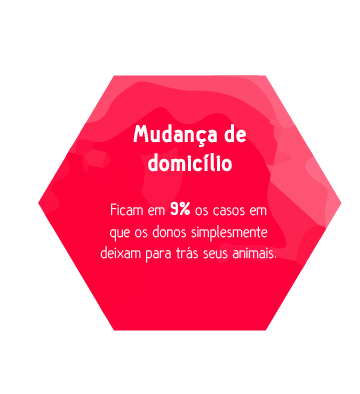 Mudança de
domicílio
Ficam em 9% os casos em
que os donos simplesmente
deixam para trás seus animais.